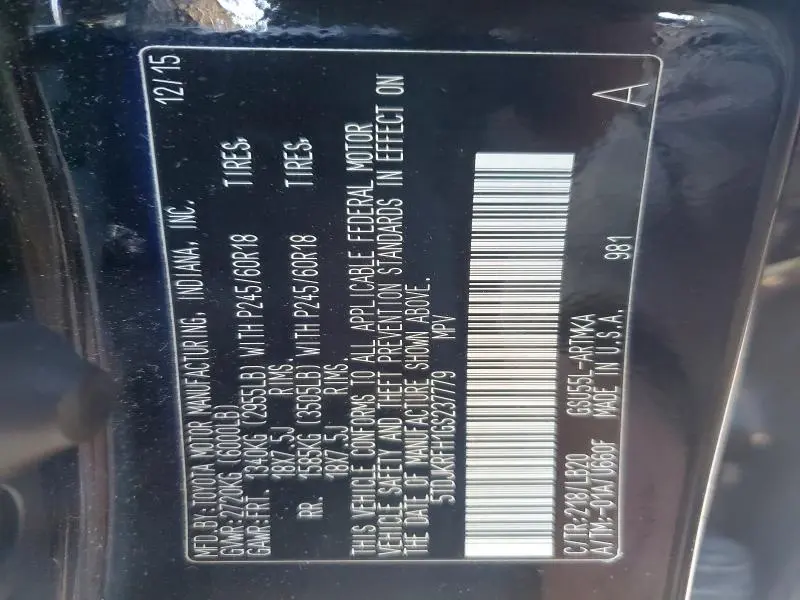 MFD.BY: TOYOTA MOTOR MANUFACTURING, INDIANA, INC. 12/15
GVWR:2720KG (6000LB)
GAWR:FRT. 1340KG (2955LB) WITH P245/60R18 TIRES,
18X7.5J RIMS,
RR. 1585KG (3505LB) WITH P245/60R18 TIRES,
18X7.5J RIMS.
THIS VEHICLE CONFORMS TO ALL APPLICABLE FEDERAL MOTOR
VEHICLE SAFETY AND THEFT PREVENTION STANDARDS IN EFFECT ON
THE DATE OF MANUFACTURE SHOWN ABOVE.
5TDJKRFH1GS237779 MPV
C/TR:218/LB20 GSU55L-ARTNKA
A/TM:-01A/U660F MADE IN U.S.A. 981 A